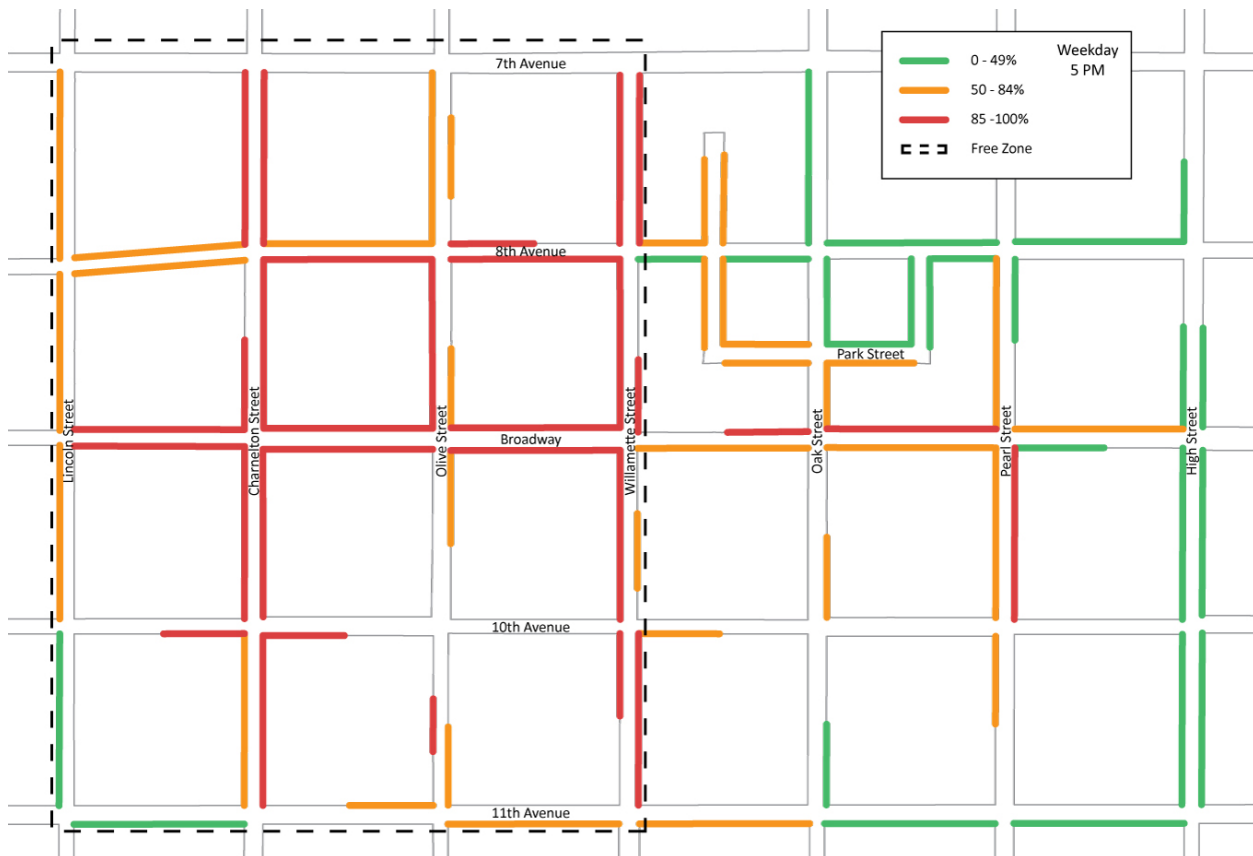 Weekday
5 PM
0 - 49%
50 - 84%
85 -100%
Free Zone
7th Avenue
8th Avenue
Park Street
Broadway
Lincoln Street
Charnelton Street
Olive Street
Willamette Street
Oak Street
Pearl Street
High Street
10th Avenue
11th Avenue